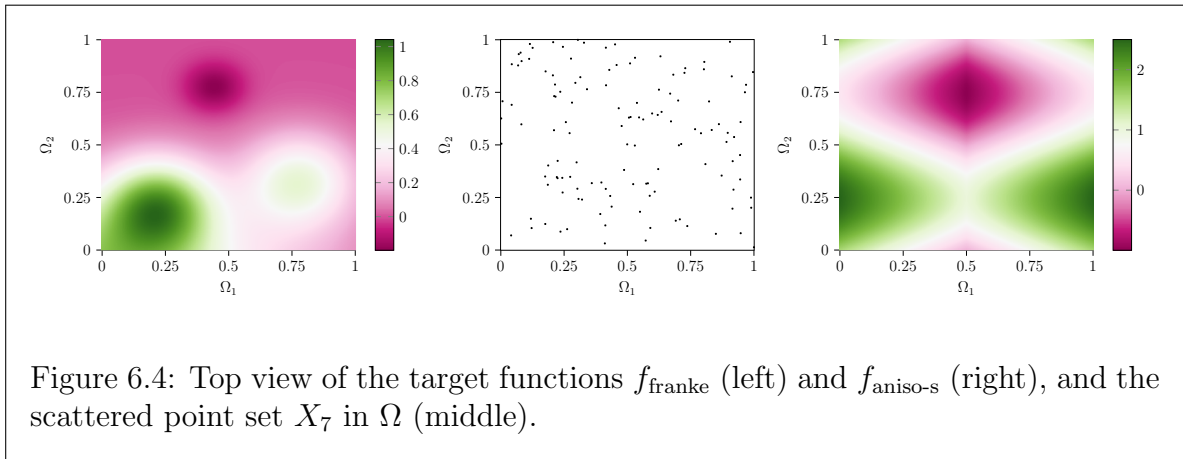 1
0.75
0.5
0.25
0
Ω₂
0 0.25 0.5 0.75 1
Ω₁
1
0.8
0.6
0.4
0.2
0
1
0.75
0.5
0.25
0
Ω₂
0 0.25 0.5 0.75 1
Ω₁
1
0.75
0.5
0.25
0
Ω₂
0 0.25 0.5 0.75 1
Ω₁
2
1
0
Figure 6.4: Top view of the target functions f_franke (left) and f_aniso-s (right), and the
scattered point set X₇ in Ω (middle).